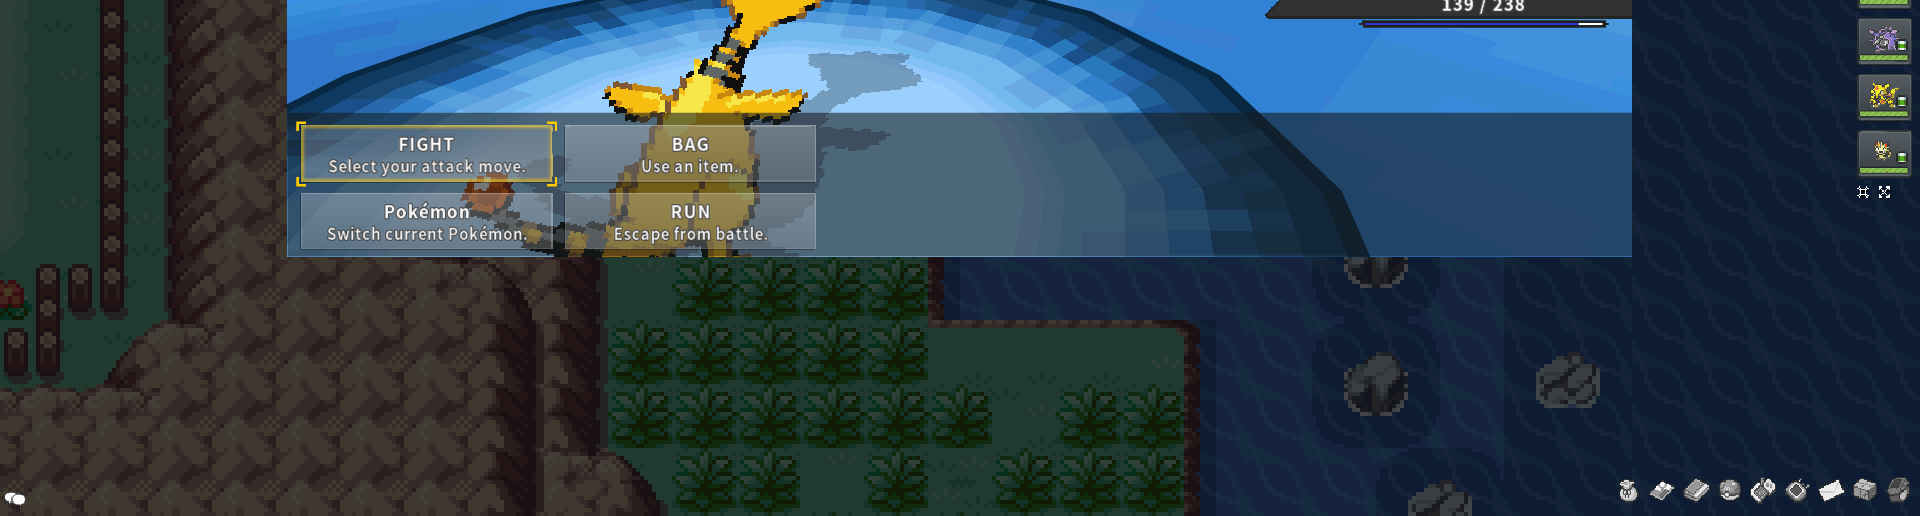 139 / 238
FIGHT
Select your attack move.
BAG
Use an item.
Pokémon
Switch current Pokémon.
RUN
Escape from battle.